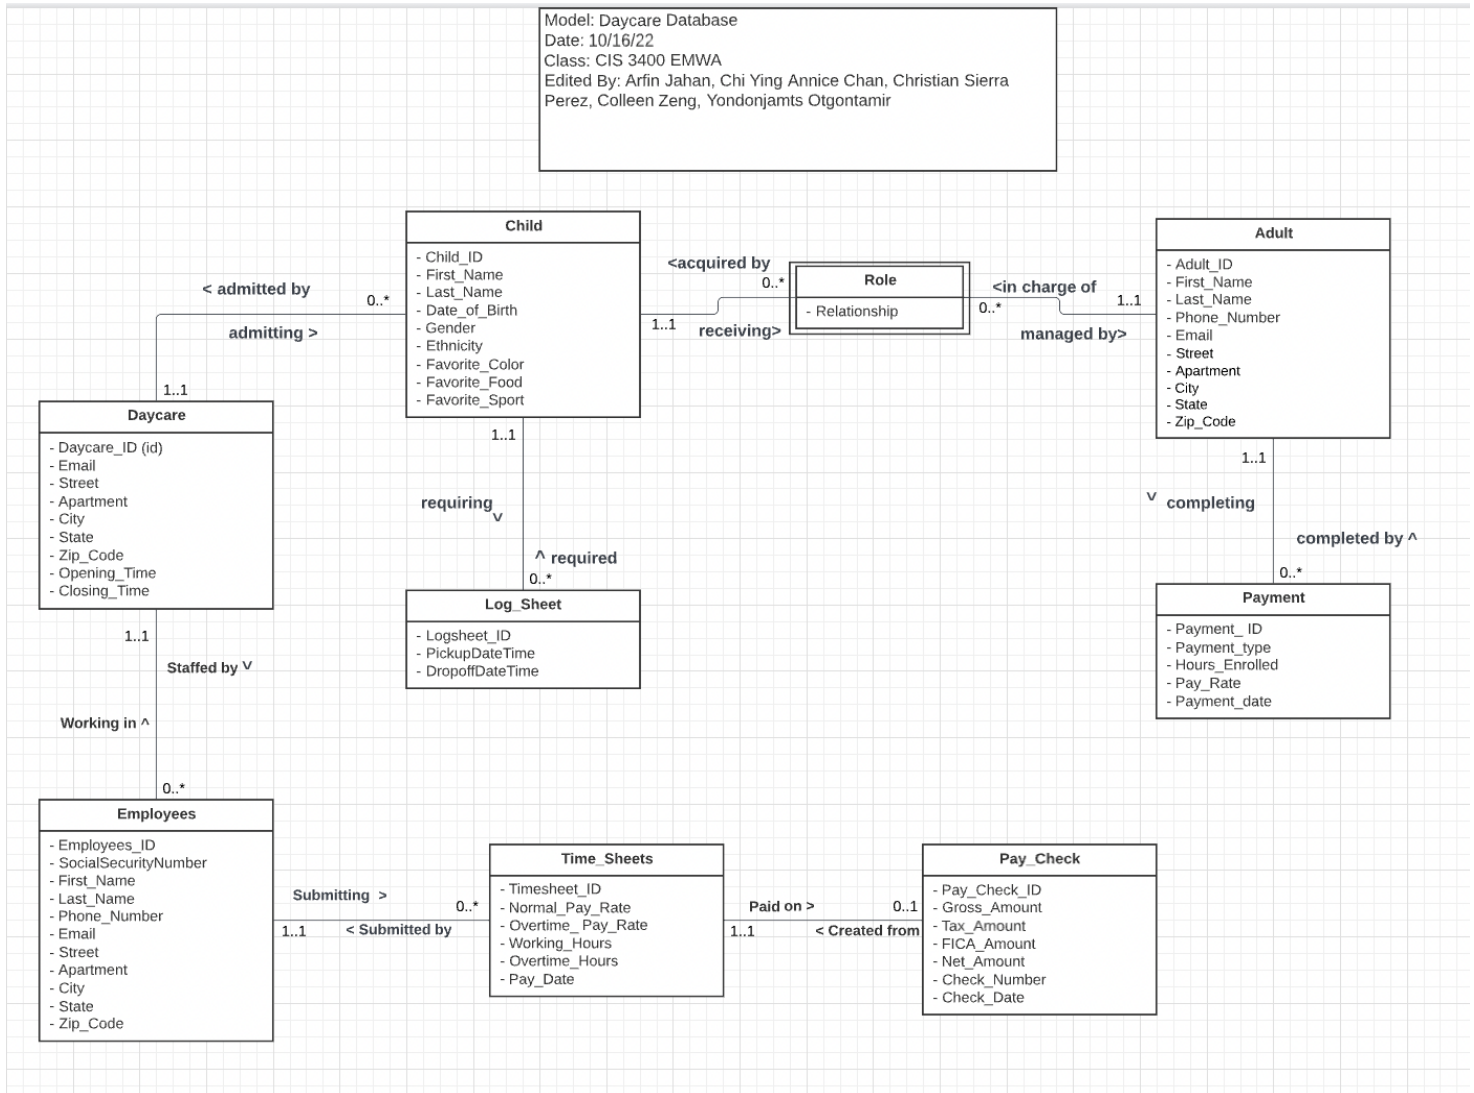 Model: Daycare Database
Date: 10/16/22
Class: CIS 3400 EMWA
Edited By: Arfin Jahan, Chi Ying Annice Chan, Christian Sierra
Perez, Colleen Zeng, Yondonjamts Otgontamir
Child
- Child_ID
- First_Name
- Last_Name
- Date_of_Birth
- Gender
- Ethnicity
- Favorite_Color
- Favorite_Food
- Favorite_Sport
<acquired by
0..*
1..1
receiving>
Role
- Relationship
<in charge of
0..*
1..1
managed by>
Adult
- Adult_ID
- First_Name
- Last_Name
- Phone_Number
- Email
- Street
- Apartment
- City
- State
- Zip_Code
< admitted by
0..*
admitting >
1..1
Daycare
- Daycare_ID (id)
- Email
- Street
- Apartment
- City
- State
- Zip_Code
- Opening_Time
- Closing_Time
1..1
requiring
V
^ required
0..*
Log_Sheet
- Logsheet_ID
- PickupDateTime
- DropoffDateTime
1..1
V completing
completed by ^
0..*
Payment
- Payment_ ID
- Payment_type
- Hours_Enrolled
- Pay_Rate
- Payment_date
1..1
Staffed by V
Working in ^
0..*
Employees
- Employees_ID
- SocialSecurityNumber
- First_Name
- Last_Name
- Phone_Number
- Email
- Street
- Apartment
- City
- State
- Zip_Code
Submitting >
0..*
1..1
< Submitted by
Time_Sheets
- Timesheet_ID
- Normal_Pay_Rate
- Overtime_ Pay_Rate
- Working_Hours
- Overtime_Hours
- Pay_Date
Paid on >
0..1
1..1
< Created from
Pay_Check
- Pay_Check_ID
- Gross_Amount
- Tax_Amount
- FICA_Amount
- Net_Amount
- Check_Number
- Check_Date